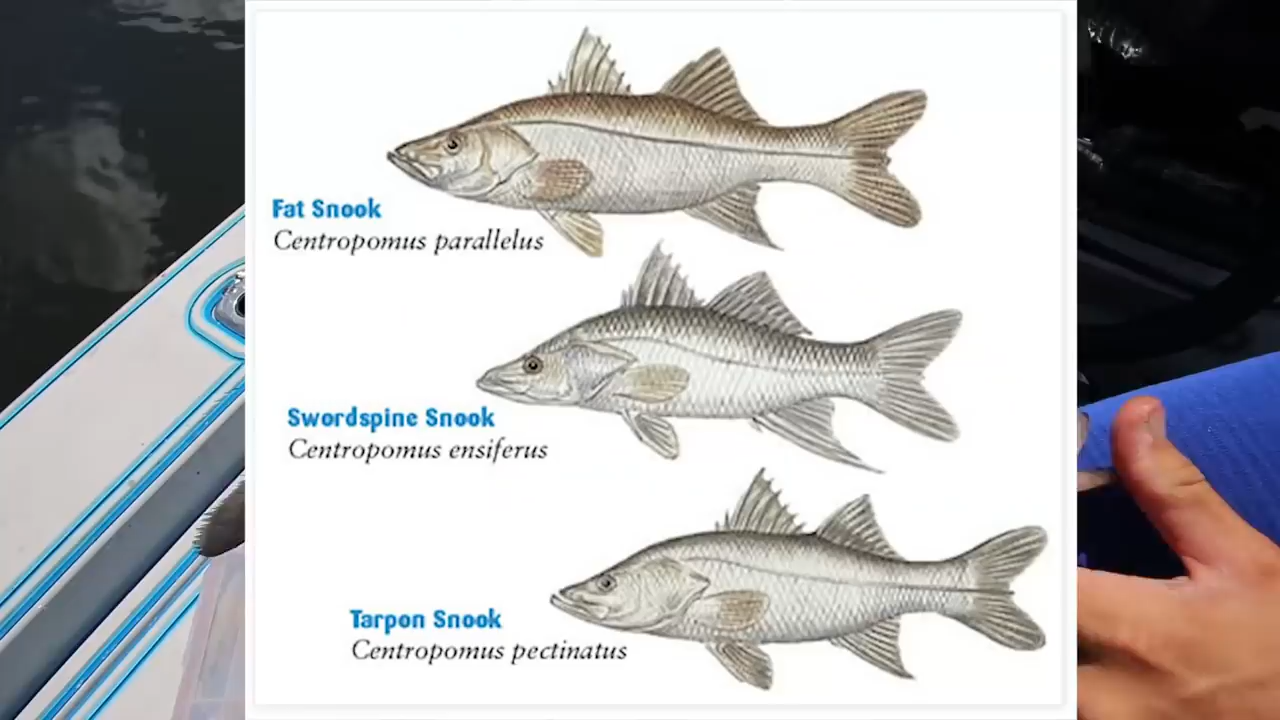 Fat Snook
Centropomus parallelus
Swordspine Snook
Centropomus ensiferus
Tarpon Snook
Centropomus pectinatus